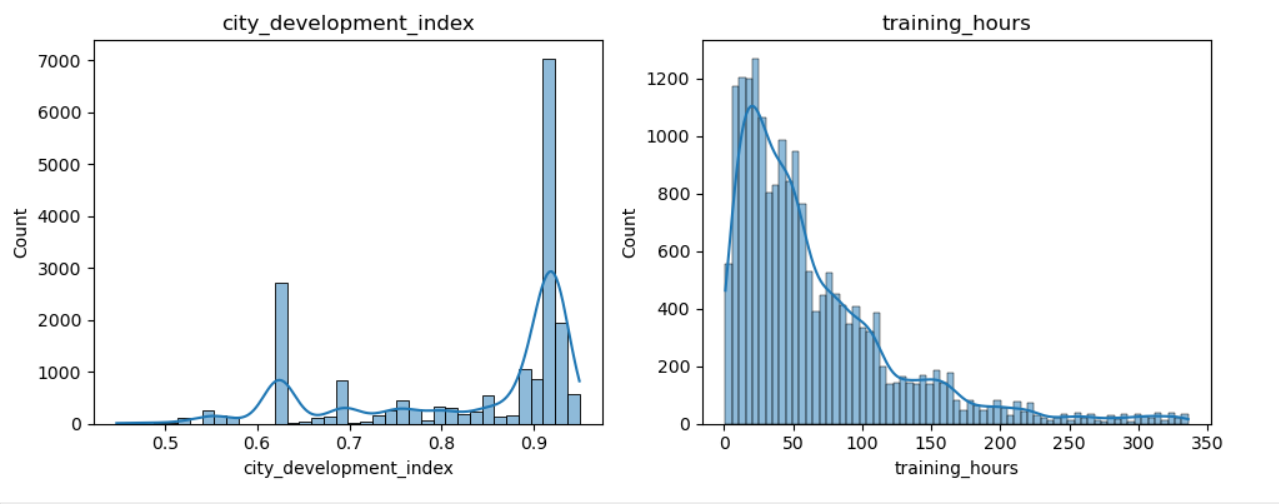 city_development_index
7000
6000
5000
4000
3000
2000
1000
0
Count
0.5 0.6 0.7 0.8 0.9
city_development_index
training_hours
1200
1000
800
600
400
200
0
Count
0 50 100 150 200 250 300 350
training_hours